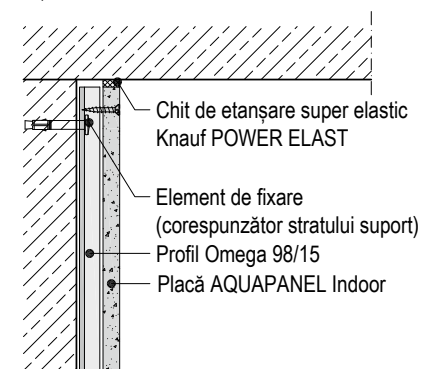 Chit de etanșare super elastic
Knauf POWER ELAST
Element de fixare
(corespunzător stratului suport)
Profil Omega 98/15
Placă AQUAPANEL Indoor